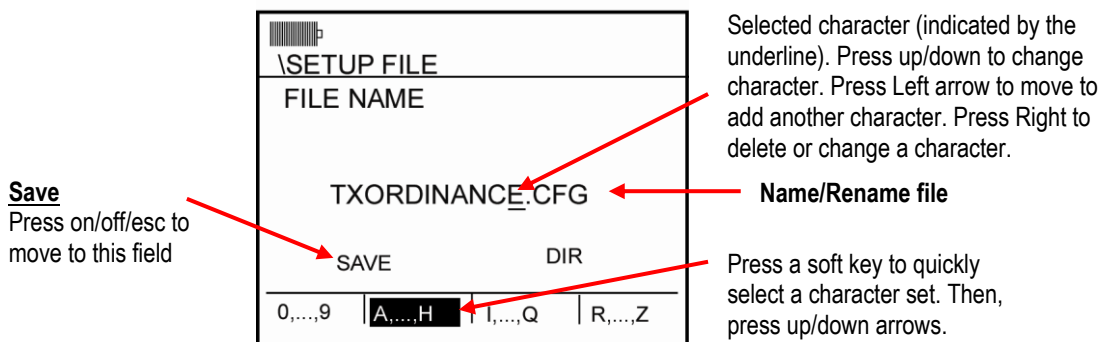 \SETUP FILE
FILE NAME
TXORDINANCE.CFG
SAVE DIR
0,...,9 A,...,H I,...,Q R,...,Z
Save
Press on/off/esc to
move to this field
Selected character (indicated by the
underline). Press up/down to change
character. Press Left arrow to move to
add another character. Press Right to
delete or change a character.
Name/Rename file
Press a soft key to quickly
select a character set. Then,
press up/down arrows.